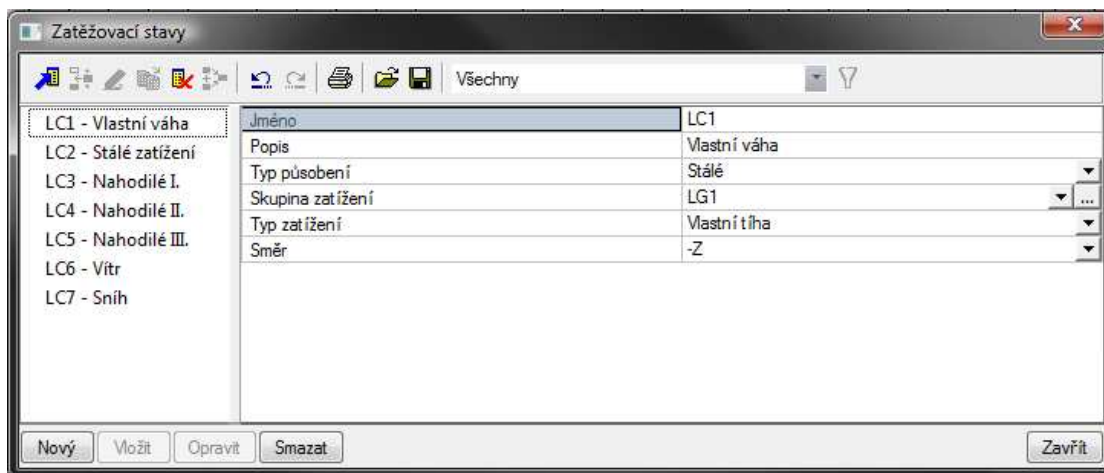 Zatěžovací stavy
Všechny
LC1 - Vlastní váha
LC2 - Stálé zatížení
LC3 - Nahodilé I.
LC4 - Nahodilé II.
LC5 - Nahodilé III.
LC6 - Vítr
LC7 - Sníh
Jméno LC1
Popis Vlastní váha
Typ působení Stálé
Skupina zatížení LG1 ...
Typ zatížení Vlastní tíha
Směr -Z
Nový Vložit Opravit Smazat Zavřít